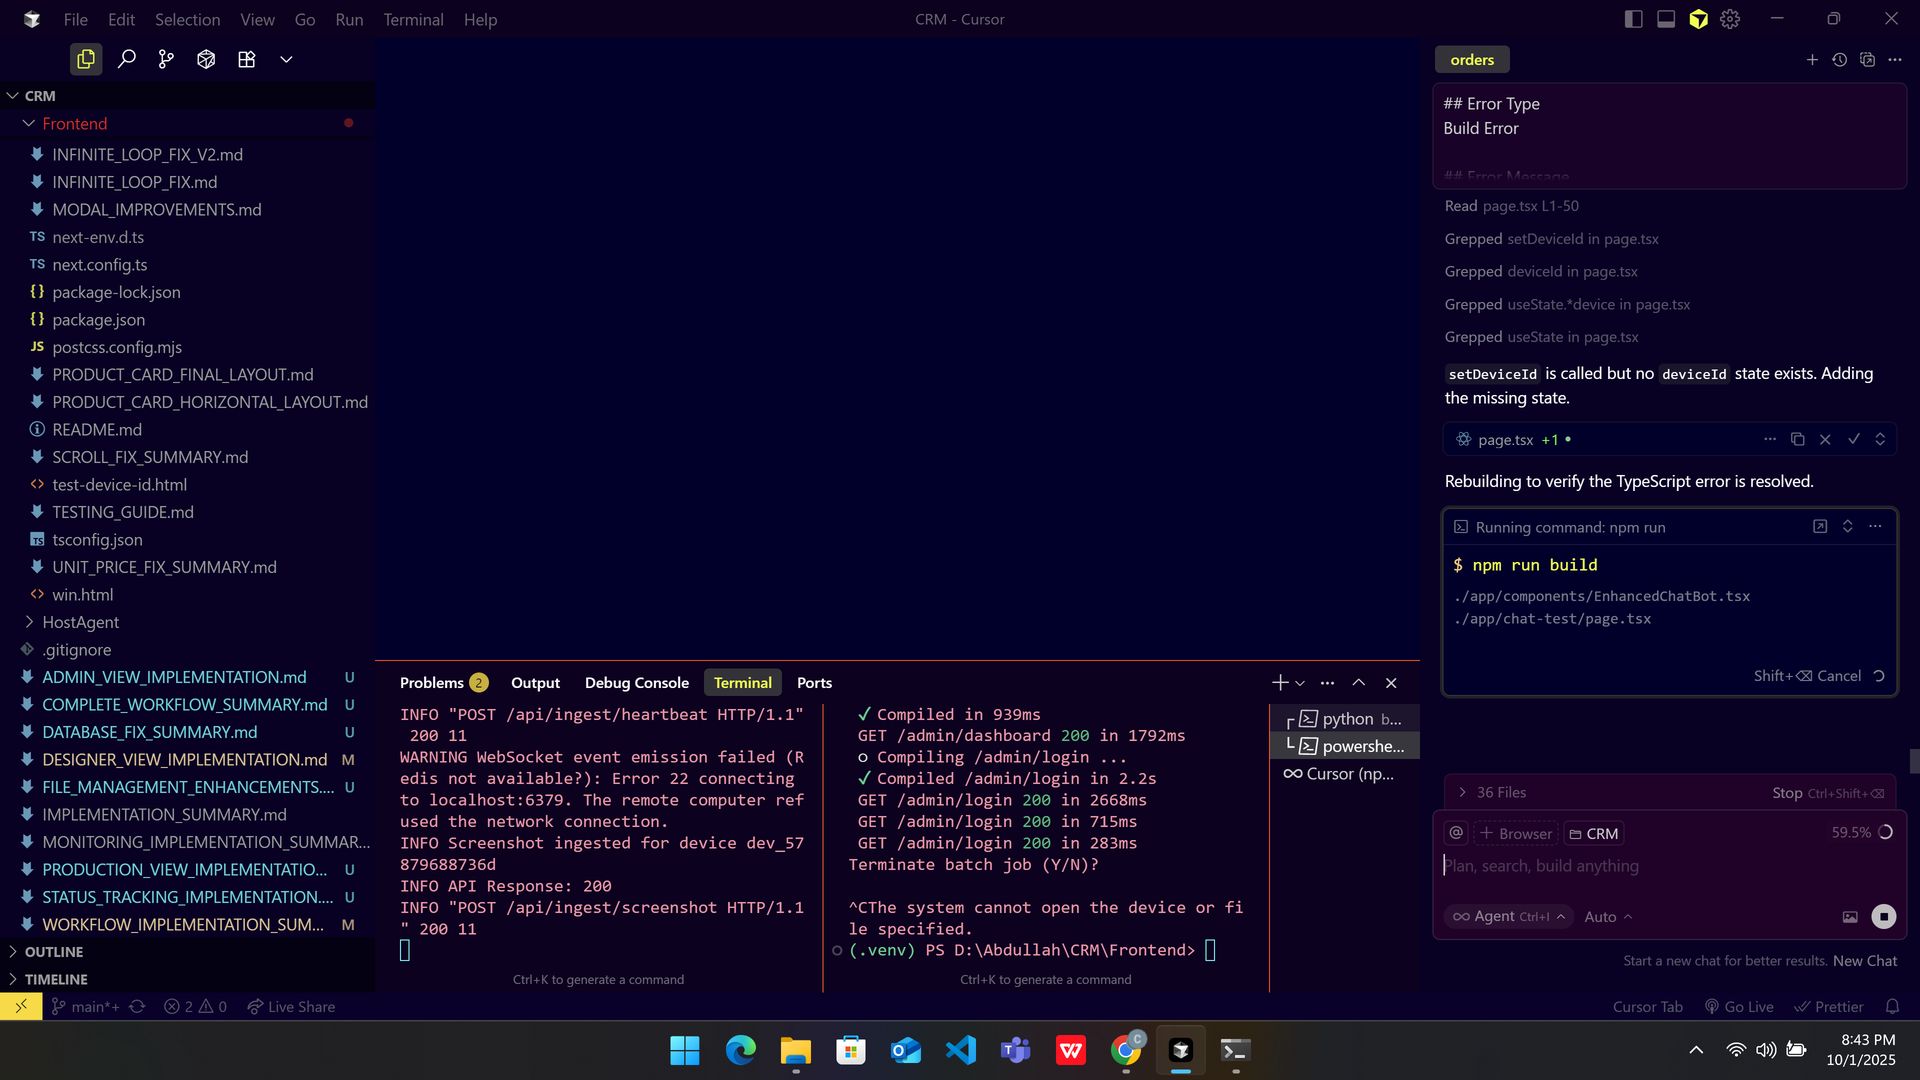 File Edit Selection View Go Run Terminal Help
CRM - Cursor
CRM
Frontend
INFINITE_LOOP_FIX_V2.md
INFINITE_LOOP_FIX.md
MODAL_IMPROVEMENTS.md
TS next-env.d.ts
TS next.config.ts
{} package-lock.json
{} package.json
JS postcss.config.mjs
PRODUCT_CARD_FINAL_LAYOUT.md
PRODUCT_CARD_HORIZONTAL_LAYOUT.md
README.md
SCROLL_FIX_SUMMARY.md
<> test-device-id.html
TESTING_GUIDE.md
TS tsconfig.json
UNIT_PRICE_FIX_SUMMARY.md
<> win.html
HostAgent
.gitignore
ADMIN_VIEW_IMPLEMENTATION.md U
COMPLETE_WORKFLOW_SUMMARY.md U
DATABASE_FIX_SUMMARY.md U
DESIGNER_VIEW_IMPLEMENTATION.md M
FILE_MANAGEMENT_ENHANCEMENTS.... U
IMPLEMENTATION_SUMMARY.md
MONITORING_IMPLEMENTATION_SUMMAR...
PRODUCTION_VIEW_IMPLEMENTATIO... U
STATUS_TRACKING_IMPLEMENTATION.... U
WORKFLOW_IMPLEMENTATION_SUM... M
OUTLINE
TIMELINE
Problems 2 Output Debug Console Terminal Ports
INFO "POST /api/ingest/heartbeat HTTP/1.1"
200 11
WARNING WebSocket event emission failed (R
edis not available?): Error 22 connecting
to localhost:6379. The remote computer ref
used the network connection.
INFO Screenshot ingested for device dev_57
879688736d
INFO API Response: 200
INFO "POST /api/ingest/screenshot HTTP/1.1
" 200 11
Ctrl+K to generate a command
✓ Compiled in 939ms
GET /admin/dashboard 200 in 1792ms
○ Compiling /admin/login ...
✓ Compiled /admin/login in 2.2s
GET /admin/login 200 in 2668ms
GET /admin/login 200 in 715ms
GET /admin/login 200 in 283ms
Terminate batch job (Y/N)?
^CThe system cannot open the device or fi
le specified.
(.venv) PS D:\Abdullah\CRM\Frontend>
Ctrl+K to generate a command
python b...
powershe...
Cursor (np...
orders
## Error Type
Build Error
## Error Message
Read page.tsx L1-50
Grepped setDeviceId in page.tsx
Grepped deviceId in page.tsx
Grepped useState.*device in page.tsx
Grepped useState in page.tsx
setDeviceId is called but no deviceId state exists. Adding
the missing state.
page.tsx +1
Rebuilding to verify the TypeScript error is resolved.
Running command: npm run
$ npm run build
./app/components/EnhancedChatBot.tsx
./app/chat-test/page.tsx
Shift+⌫ Cancel
36 Files Stop Ctrl+Shift+⌫
@ + Browser CRM 59.5%
Plan, search, build anything
∞ Agent Ctrl+I Auto
Start a new chat for better results. New Chat
main*+ 2 0 Live Share
Cursor Tab Go Live Prettier
C
8:43 PM
10/1/2025